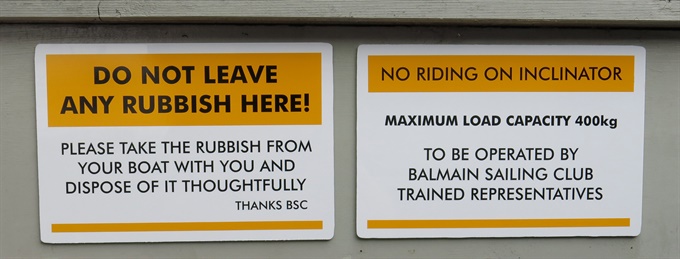 DO NOT LEAVE
ANY RUBBISH HERE!
PLEASE TAKE THE RUBBISH FROM
YOUR BOAT WITH YOU AND
DISPOSE OF IT THOUGHTFULLY
THANKS BSC
NO RIDING ON INCLINATOR
MAXIMUM LOAD CAPACITY 400kg
TO BE OPERATED BY
BALMAIN SAILING CLUB
TRAINED REPRESENTATIVES